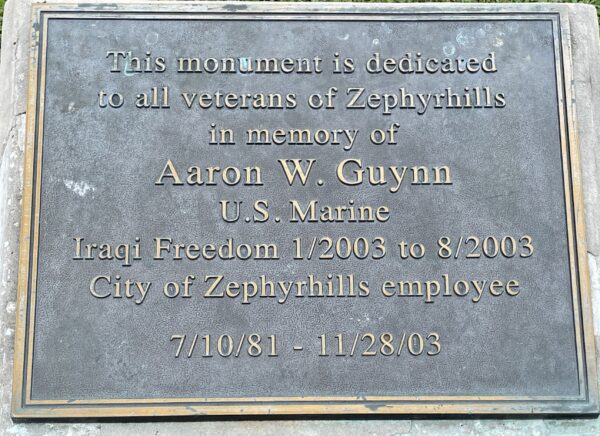 This monument is dedicated
to all veterans of Zephyrhills
in memory of
Aaron W. Guynn
U.S. Marine
Iraqi Freedom 1/2003 to 8/2003
City of Zephyrhills employee
7/10/81 - 11/28/03